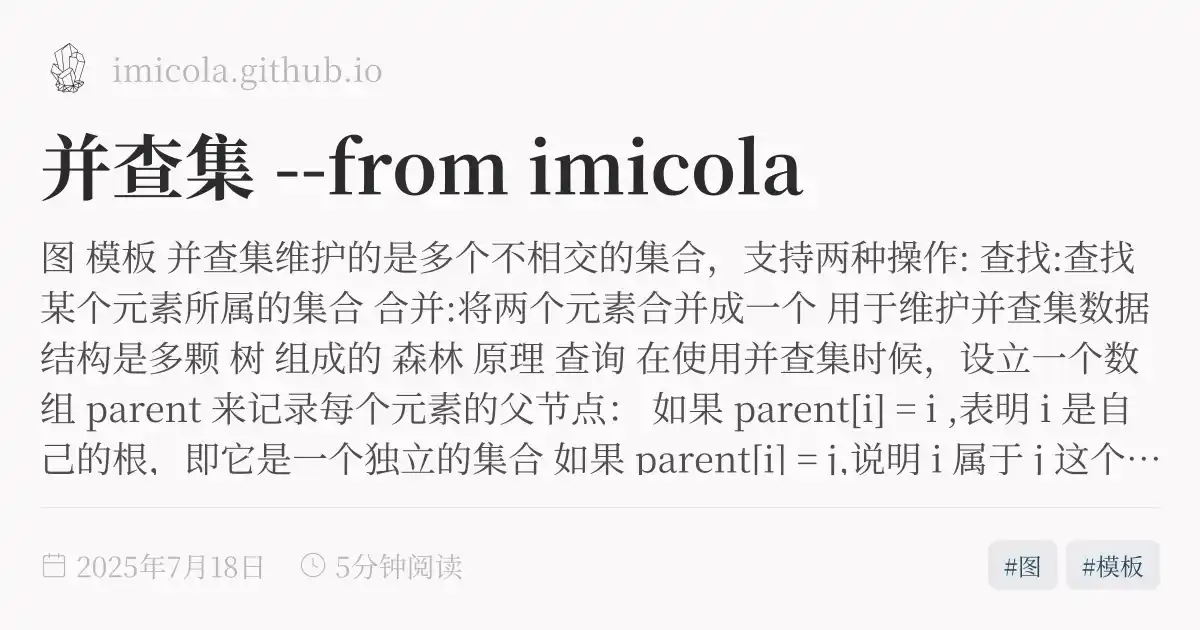 imicola.github.io
并查集 --from imicola
图 模板 并查集维护的是多个不相交的集合，支持两种操作: 查找:查找
某个元素所属的集合 合并:将两个元素合并成一个 用于维护并查集数据
结构是多颗 树 组成的 森林 原理 查询 在使用并查集时候，设立一个数
组 parent 来记录每个元素的父节点： 如果 parent[i] = i ,表明 i 是自
己的根，即它是一个独立的集合 如果 parent[i] = j,说明 i 属于 j 这个…
2025年7月18日 5分钟阅读 #图 #模板